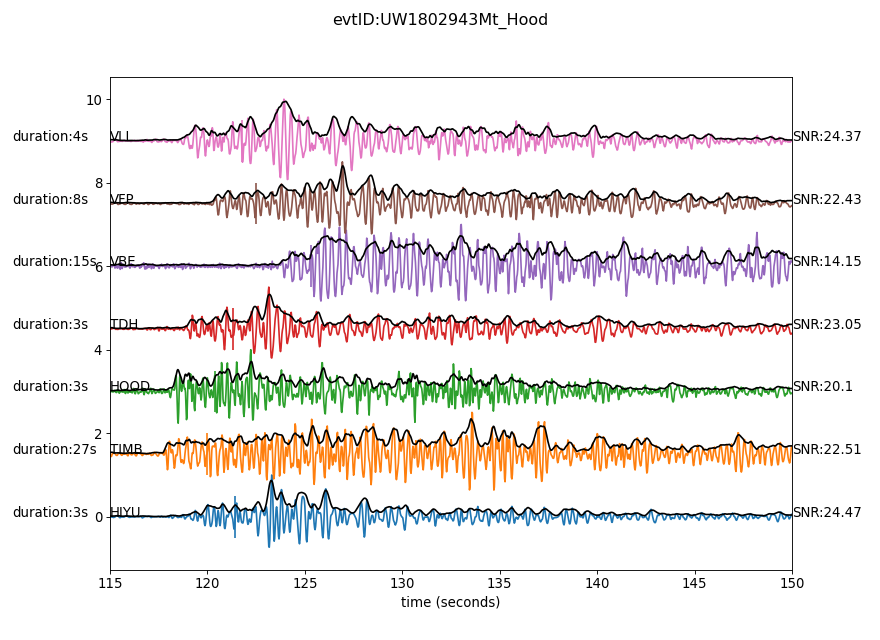 evtID:UW1802943Mt_Hood
10
duration:4s VLL SNR:24.37
8
duration:8s VFP SNR:22.43
duration:15s VBE SNR:14.15
6
duration:3s TDH SNR:23.05
4
duration:3s HOOD SNR:20.1
2
duration:27s TIMB SNR:22.51
duration:3s HIYU SNR:24.47
0
115 120 125 130 135 140 145 150
time (seconds)